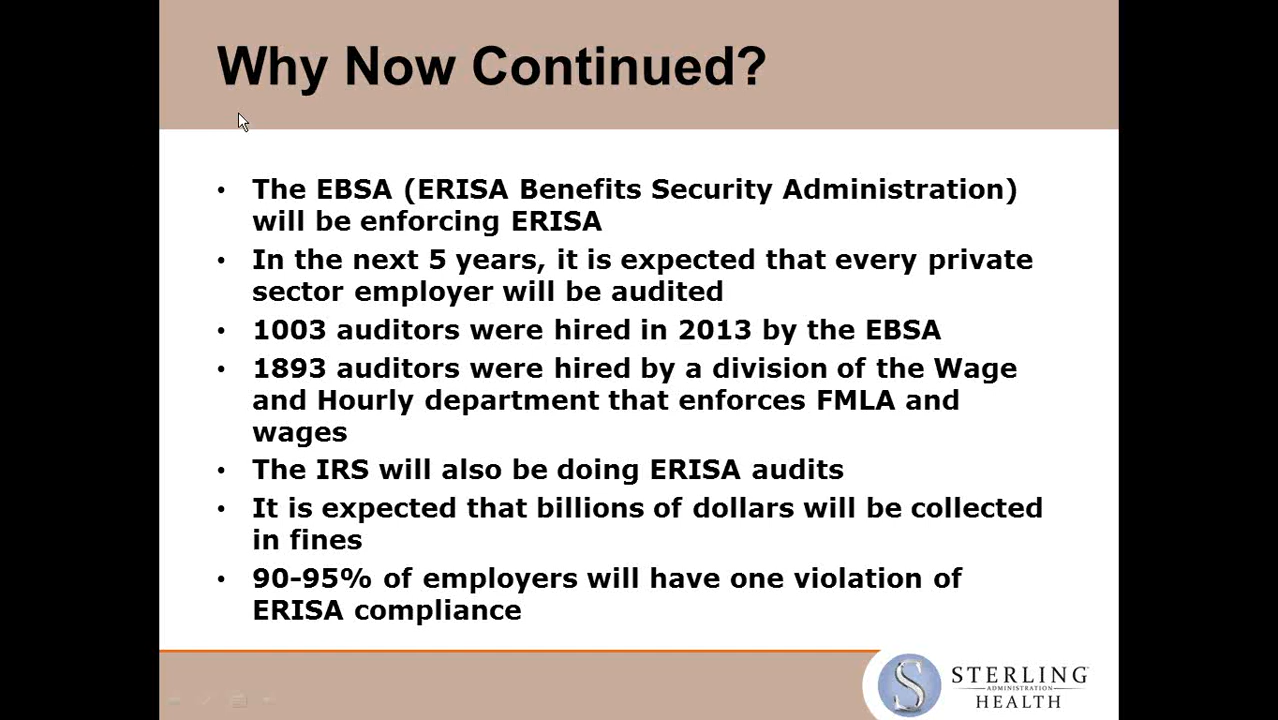 Why Now Continued?
• The EBSA (ERISA Benefits Security Administration)
will be enforcing ERISA
• In the next 5 years, it is expected that every private
sector employer will be audited
• 1003 auditors were hired in 2013 by the EBSA
• 1893 auditors were hired by a division of the Wage
and Hourly department that enforces FMLA and
wages
• The IRS will also be doing ERISA audits
• It is expected that billions of dollars will be collected
in fines
• 90-95% of employers will have one violation of
ERISA compliance
S
STERLING
ADMINISTRATION
HEALTH